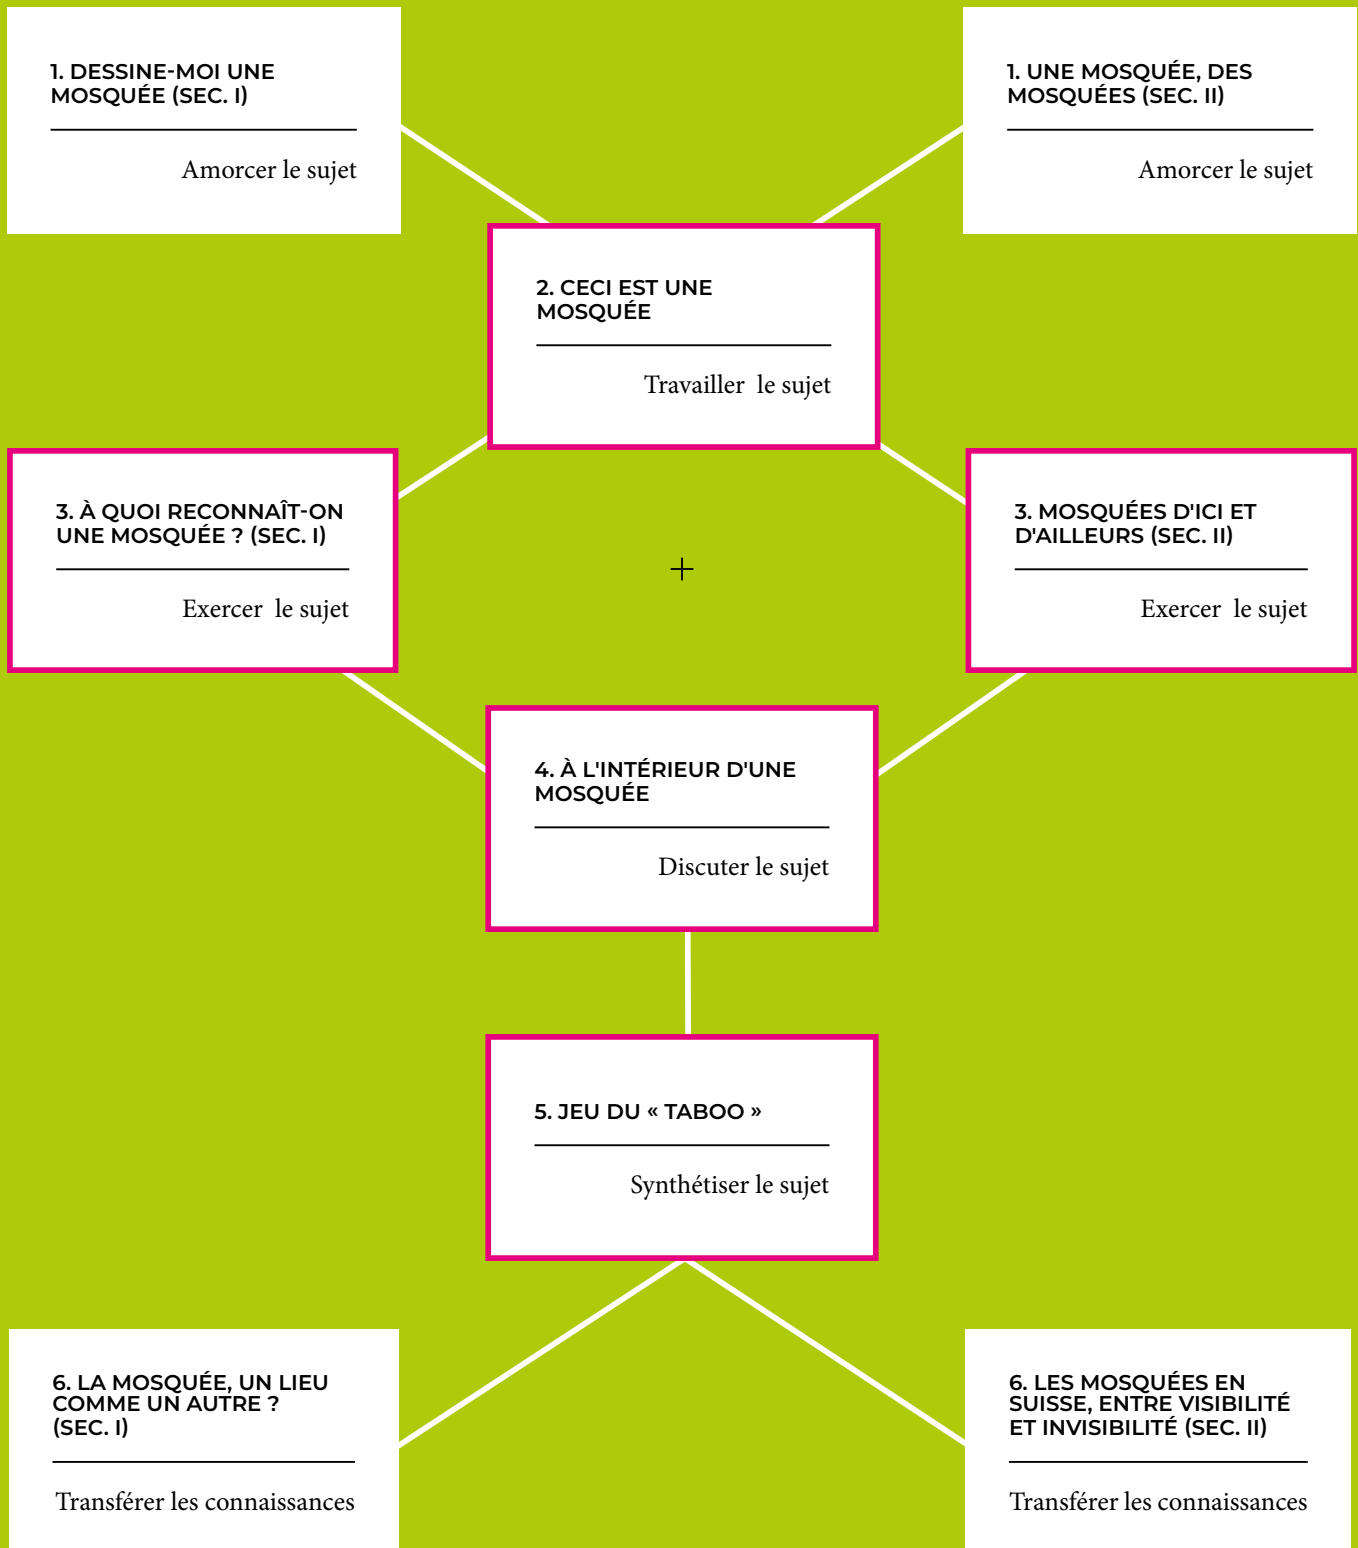 1. DESSINE-MOI UNE
MOSQUÉE (SEC. I)
Amorcer le sujet
1. UNE MOSQUÉE, DES
MOSQUÉES (SEC. II)
Amorcer le sujet
2. CECI EST UNE
MOSQUÉE
Travailler le sujet
3. À QUOI RECONNAÎT-ON
UNE MOSQUÉE ? (SEC. I)
Exercer le sujet
+
3. MOSQUÉES D'ICI ET
D'AILLEURS (SEC. II)
Exercer le sujet
4. À L'INTÉRIEUR D'UNE
MOSQUÉE
Discuter le sujet
5. JEU DU « TABOO »
Synthétiser le sujet
6. LA MOSQUÉE, UN LIEU
COMME UN AUTRE ?
(SEC. I)
Transférer les connaissances
6. LES MOSQUÉES EN
SUISSE, ENTRE VISIBILITÉ
ET INVISIBILITÉ (SEC. II)
Transférer les connaissances